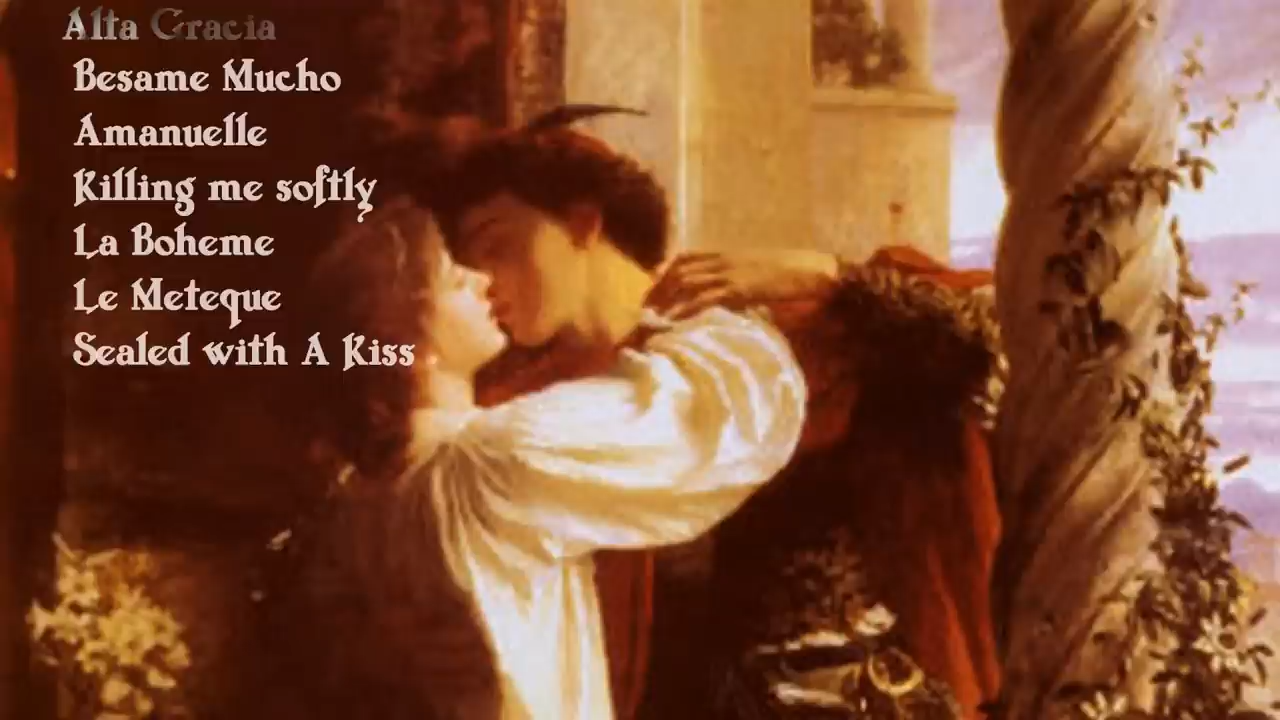 Alta Gracia
Besame Mucho
Amanuelle
Killing me softly
La Boheme
Le Meteque
Sealed with A Kiss